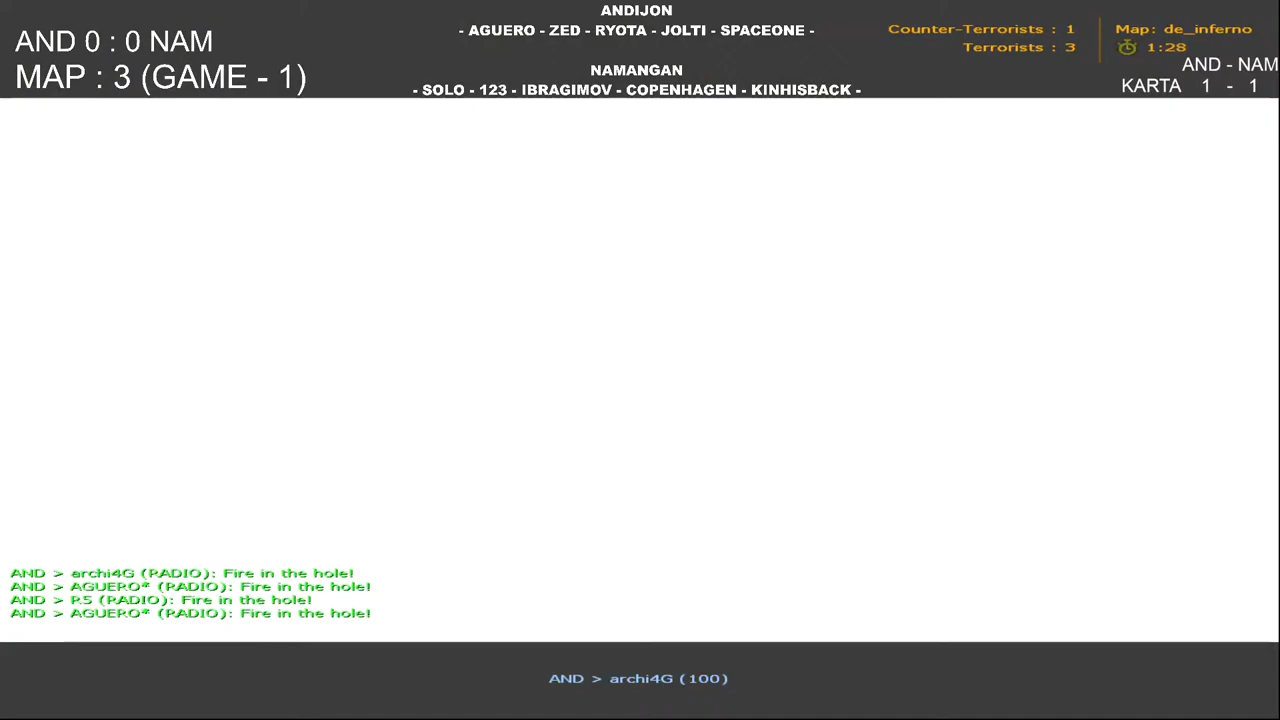 AND 0 : 0 NAM
MAP : 3 (GAME - 1)
ANDIJON
- AGUERO - ZED - RYOTA - JOLTI - SPACEONE -
NAMANGAN
- SOLO - 123 - IBRAGIMOV - COPENHAGEN - KINHISBACK -
Counter-Terrorists : 1
Terrorists : 3
Map: de_inferno
1:28
AND - NAM
KARTA 1 - 1
AND > archi4G (RADIO): Fire in the hole!
AND > AGUERO* (RADIO): Fire in the hole!
AND > R5 (RADIO): Fire in the hole!
AND > AGUERO* (RADIO): Fire in the hole!
AND > archi4G (100)